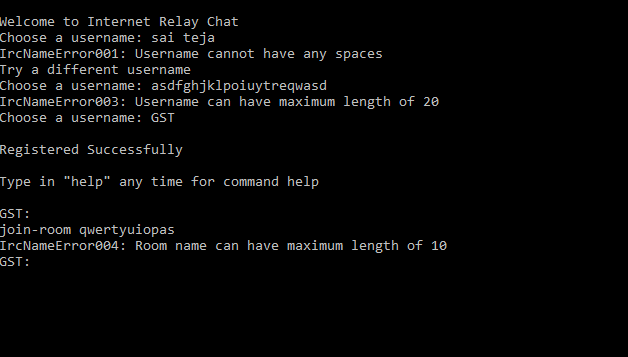 Welcome to Internet Relay Chat
Choose a username: sai teja
IrcNameError001: Username cannot have any spaces
Try a different username
Choose a username: asdfghjklpoiuytreqwasd
IrcNameError003: Username can have maximum length of 20
Choose a username: GST
Registered Successfully
Type in "help" any time for command help
GST:
join-room qwertyuiopas
IrcNameError004: Room name can have maximum length of 10
GST: